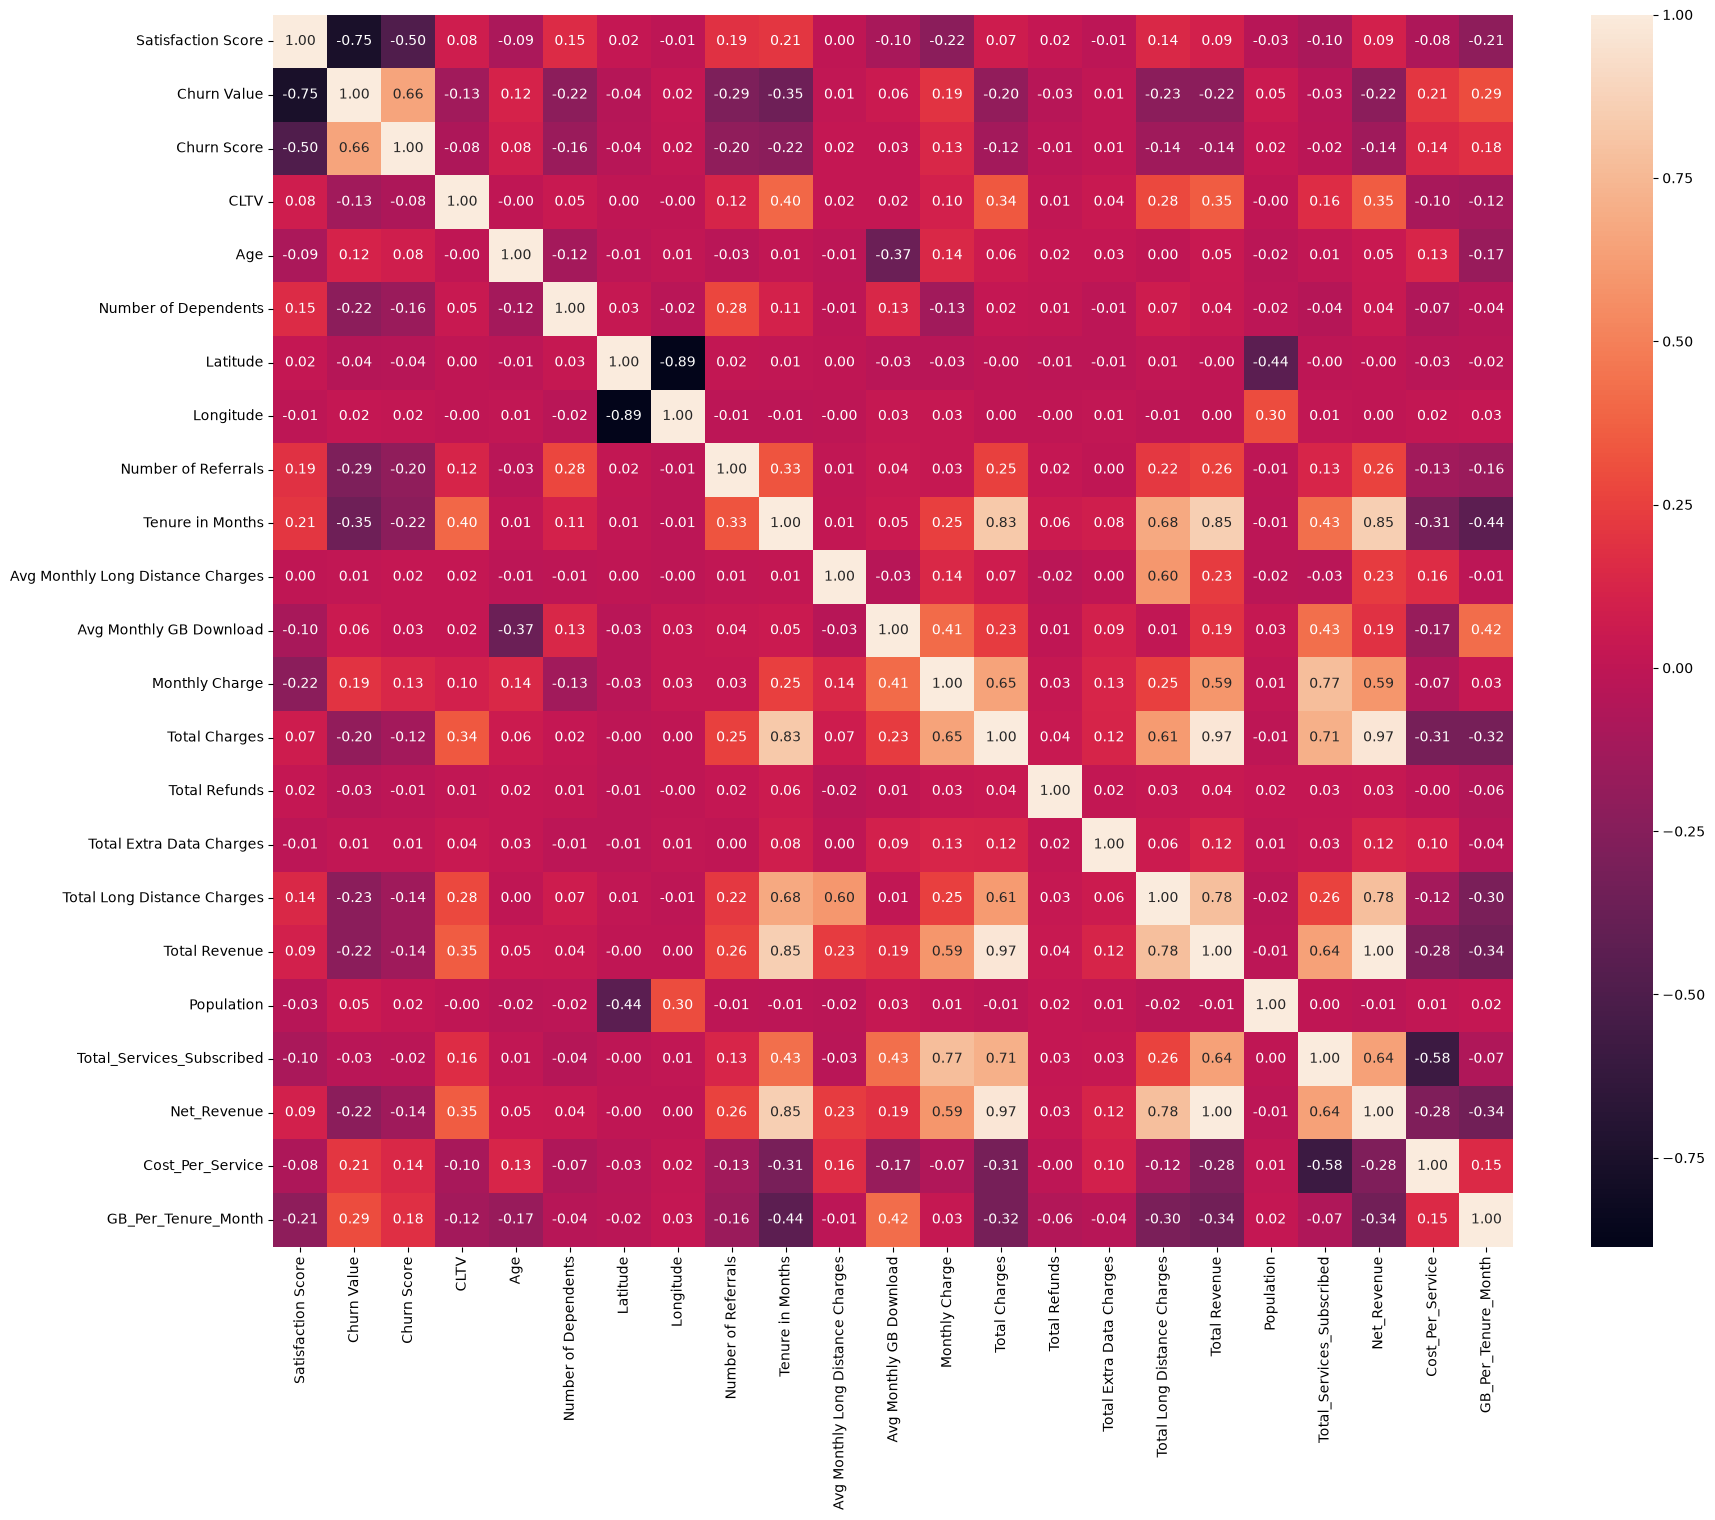 Satisfaction Score 1.00 -0.75 -0.50 0.08 -0.09 0.15 0.02 -0.01 0.19 0.21 0.00 -0.10 -0.22 0.07 0.02 -0.01 0.14 0.09 -0.03 -0.10 0.09 -0.08 -0.21
Churn Value -0.75 1.00 0.66 -0.13 0.12 -0.22 -0.04 0.02 -0.29 -0.35 0.01 0.06 0.19 -0.20 -0.03 0.01 -0.23 -0.22 0.05 -0.03 -0.22 0.21 0.29
Churn Score -0.50 0.66 1.00 -0.08 0.08 -0.16 -0.04 0.02 -0.20 -0.22 0.02 0.03 0.13 -0.12 -0.01 0.01 -0.14 -0.14 0.02 -0.02 -0.14 0.14 0.18
CLTV 0.08 -0.13 -0.08 1.00 -0.00 0.05 0.00 -0.00 0.12 0.40 0.02 0.02 0.10 0.34 0.01 0.04 0.28 0.35 -0.00 0.16 0.35 -0.10 -0.12
Age -0.09 0.12 0.08 -0.00 1.00 -0.12 -0.01 0.01 -0.03 0.01 -0.01 -0.37 0.14 0.06 0.02 0.03 0.00 0.05 -0.02 0.01 0.05 0.13 -0.17
Number of Dependents 0.15 -0.22 -0.16 0.05 -0.12 1.00 0.03 -0.02 0.28 0.11 -0.01 0.13 -0.13 0.02 0.01 -0.01 0.07 0.04 -0.02 -0.04 0.04 -0.07 -0.04
Latitude 0.02 -0.04 -0.04 0.00 -0.01 0.03 1.00 -0.89 0.02 0.01 0.00 -0.03 -0.03 -0.00 -0.01 -0.01 0.01 -0.00 -0.44 -0.00 -0.00 -0.03 -0.02
Longitude -0.01 0.02 0.02 -0.00 0.01 -0.02 -0.89 1.00 -0.01 -0.01 -0.00 0.03 0.03 0.00 -0.00 0.01 -0.01 0.00 0.30 0.01 0.00 0.02 0.03
Number of Referrals 0.19 -0.29 -0.20 0.12 -0.03 0.28 0.02 -0.01 1.00 0.33 0.01 0.04 0.03 0.25 0.02 0.00 0.22 0.26 -0.01 0.13 0.26 -0.13 -0.16
Tenure in Months 0.21 -0.35 -0.22 0.40 0.01 0.11 0.01 -0.01 0.33 1.00 0.01 0.05 0.25 0.83 0.06 0.08 0.68 0.85 -0.01 0.43 0.85 -0.31 -0.44
Avg Monthly Long Distance Charges 0.00 0.01 0.02 0.02 -0.01 -0.01 0.00 -0.00 0.01 0.01 1.00 -0.03 0.14 0.07 -0.02 0.00 0.60 0.23 -0.02 -0.03 0.23 0.16 -0.01
Avg Monthly GB Download -0.10 0.06 0.03 0.02 -0.37 0.13 -0.03 0.03 0.04 0.05 -0.03 1.00 0.41 0.23 0.01 0.09 0.01 0.19 0.03 0.43 0.19 -0.17 0.42
Monthly Charge -0.22 0.19 0.13 0.10 0.14 -0.13 -0.03 0.03 0.03 0.25 0.14 0.41 1.00 0.65 0.03 0.13 0.25 0.59 0.01 0.77 0.59 -0.07 0.03
Total Charges 0.07 -0.20 -0.12 0.34 0.06 0.02 -0.00 0.00 0.25 0.83 0.07 0.23 0.65 1.00 0.04 0.12 0.61 0.97 -0.01 0.71 0.97 -0.31 -0.32
Total Refunds 0.02 -0.03 -0.01 0.01 0.02 0.01 -0.01 -0.00 0.02 0.06 -0.02 0.01 0.03 0.04 1.00 0.02 0.03 0.04 0.02 0.03 0.03 -0.00 -0.06
Total Extra Data Charges -0.01 0.01 0.01 0.04 0.03 -0.01 -0.01 0.01 0.00 0.08 0.00 0.09 0.13 0.12 0.02 1.00 0.06 0.12 0.01 0.03 0.12 0.10 -0.04
Total Long Distance Charges 0.14 -0.23 -0.14 0.28 0.00 0.07 0.01 -0.01 0.22 0.68 0.60 0.01 0.25 0.61 0.03 0.06 1.00 0.78 -0.02 0.26 0.78 -0.12 -0.30
Total Revenue 0.09 -0.22 -0.14 0.35 0.05 0.04 -0.00 0.00 0.26 0.85 0.23 0.19 0.59 0.97 0.04 0.12 0.78 1.00 -0.01 0.64 1.00 -0.28 -0.34
Population -0.03 0.05 0.02 -0.00 -0.02 -0.02 -0.44 0.30 -0.01 -0.01 -0.02 0.03 0.01 -0.01 0.02 0.01 -0.02 -0.01 1.00 0.00 -0.01 0.01 0.02
Total_Services_Subscribed -0.10 -0.03 -0.02 0.16 0.01 -0.04 -0.00 0.01 0.13 0.43 -0.03 0.43 0.77 0.71 0.03 0.03 0.26 0.64 0.00 1.00 0.64 -0.58 -0.07
Net_Revenue 0.09 -0.22 -0.14 0.35 0.05 0.04 -0.00 0.00 0.26 0.85 0.23 0.19 0.59 0.97 0.03 0.12 0.78 1.00 -0.01 0.64 1.00 -0.28 -0.34
Cost_Per_Service -0.08 0.21 0.14 -0.10 0.13 -0.07 -0.03 0.02 -0.13 -0.31 0.16 -0.17 -0.07 -0.31 -0.00 0.10 -0.12 -0.28 0.01 -0.58 -0.28 1.00 0.15
GB_Per_Tenure_Month -0.21 0.29 0.18 -0.12 -0.17 -0.04 -0.02 0.03 -0.16 -0.44 -0.01 0.42 0.03 -0.32 -0.06 -0.04 -0.30 -0.34 0.02 -0.07 -0.34 0.15 1.00
Satisfaction Score
Churn Value
Churn Score
CLTV
Age
Number of Dependents
Latitude
Longitude
Number of Referrals
Tenure in Months
Avg Monthly Long Distance Charges
Avg Monthly GB Download
Monthly Charge
Total Charges
Total Refunds
Total Extra Data Charges
Total Long Distance Charges
Total Revenue
Population
Total_Services_Subscribed
Net_Revenue
Cost_Per_Service
GB_Per_Tenure_Month
1.00
0.75
0.50
0.25
0.00
−0.25
−0.50
−0.75